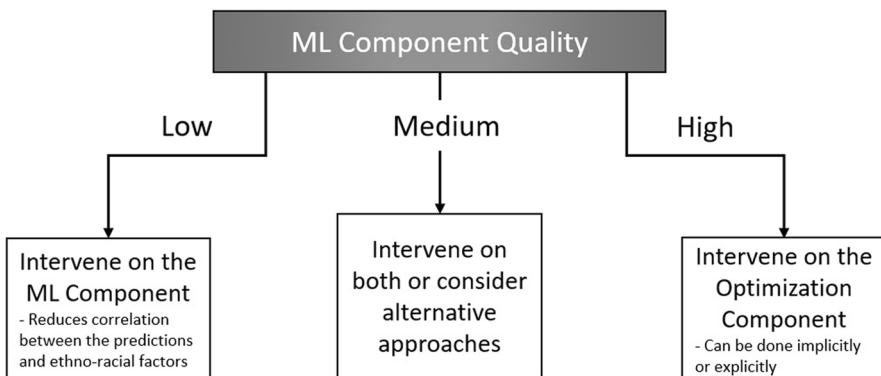 ML Component Quality
Low
Medium
High
Intervene on the
ML Component
- Reduces correlation
between the predictions
and ethno-racial factors
Intervene on
both or consider
alternative
approaches
Intervene on the
Optimization
Component
- Can be done implicitly
or explicitly